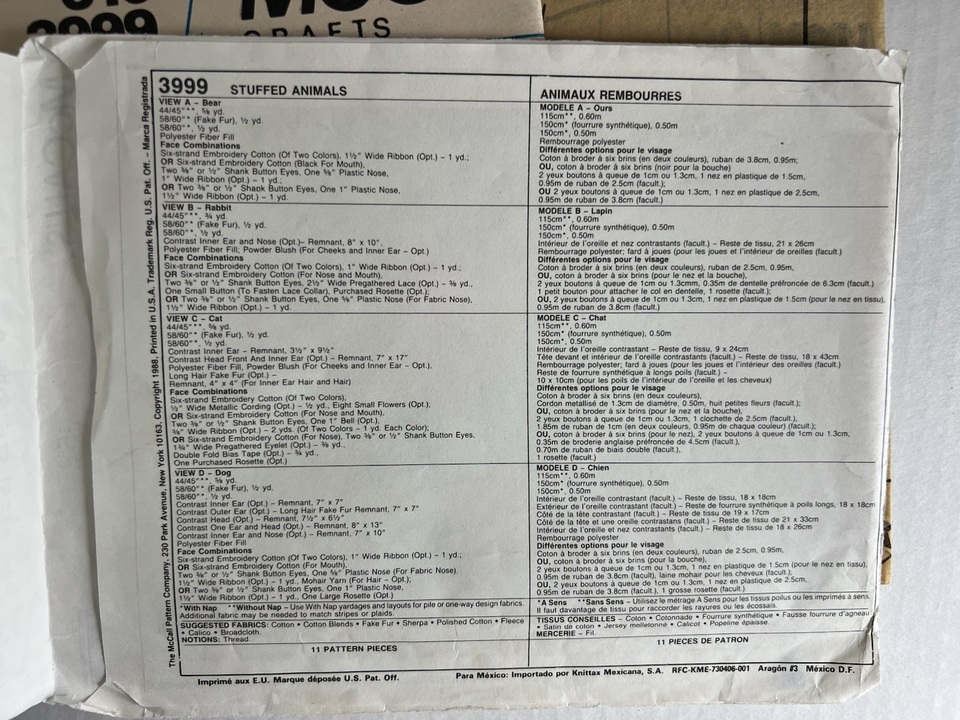 3999
CRAFTS
3999 STUFFED ANIMALS
VIEW A – Bear
44/45"**, ⅝ yd.
58/60"* (Fake Fur), ½ yd.
58/60"*, ½ yd.
Polyester Fiber Fill
Face Combinations
Six-strand Embroidery Cotton (Of Two Colors), 1½" Wide Ribbon (Opt.) – 1 yd.;
OR Six-strand Embroidery Cotton (Black For Mouth),
Two ⅜" or ½" Shank Button Eyes, One ⅝" Plastic Nose,
1" Wide Ribbon (Opt.) – 1 yd.;
OR Two ⅜" or ½" Shank Button Eyes, One 1" Plastic Nose,
1½" Wide Ribbon (Opt.) – 1 yd.
VIEW B – Rabbit
44/45"**, ¾ yd.
58/60"* (Fake Fur), ½ yd.
58/60"*, ½ yd.
Contrast Inner Ear and Nose (Opt.)– Remnant, 8" x 10",
Polyester Fiber Fill; Powder Blush (For Cheeks and Inner Ear – Opt.)
Face Combinations
Six-strand Embroidery Cotton (Of Two Colors), 1" Wide Ribbon (Opt.) – 1 yd.;
OR Six-strand Embroidery Cotton (For Nose and Mouth),
Two ⅜" or ½" Shank Button Eyes, 2½" Wide Pregathered Lace (Opt.) – ⅜ yd.,
One Small Button (To Fasten Lace Collar), Purchased Rosette (Opt.);
OR Two ⅜" or ½" Shank Button Eyes, One ⅝" Plastic Nose (For Fabric Nose),
1½" Wide Ribbon (Opt.) – 1 yd.
VIEW C – Cat
44/45"**, ⅝ yd.
58/60"* (Fake Fur), ½ yd.
58/60"*, ½ yd.
Contrast Inner Ear – Remnant, 3½" x 9½"
Contrast Head Front And Inner Ear (Opt.) – Remnant, 7" x 17"
Polyester Fiber Fill, Powder Blush (For Cheeks and Inner Ear – Opt.),
Long Hair Fake Fur (Opt.) –
Remnant, 4" x 4" (For Inner Ear Hair and Hair)
Face Combinations
Six-strand Embroidery Cotton (Of Two Colors),
½" Wide Metallic Cording (Opt.) – ½ yd., Eight Small Flowers (Opt.);
OR Six-strand Embroidery Cotton (For Nose and Mouth),
Two ⅜" or ½" Shank Button Eyes, One 1" Bell (Opt.),
⅜" Wide Ribbon – 2 yds. (Of Two Colors – 1 yd. Each Color);
OR Six-strand Embroidery Cotton (For Nose), Two ⅜" or ½" Shank Button Eyes,
1¾" Wide Pregathered Eyelet (Opt.) – ⅜ yd.,
Double Fold Bias Tape (Opt.) – ¾ yd.,
One Purchased Rosette (Opt.)
VIEW D – Dog
44/45"**, ⅝ yd.
58/60"* (Fake Fur), ½ yd.
58/60"*, ½ yd.
Contrast Inner Ear (Opt.) – Remnant, 7" x 7"
Contrast Outer Ear (Opt.) – Long Hair Fake Fur Remnant, 7" x 7"
Contrast Head (Opt.) – Remnant, 7½" x 6½"
Contrast One Ear and Head (Opt.) – Remnant, 8" x 13"
Contrast Inner Ear and Nose (Opt.) – Remnant, 7" x 10"
Polyester Fiber Fill
Face Combinations
Six-strand Embroidery Cotton (Of Two Colors), 1" Wide Ribbon (Opt.) – 1 yd.;
OR Six-strand Embroidery Cotton (For Mouth),
Two ⅜" or ½" Shank Button Eyes, One ⅝" Plastic Nose (For Fabric Nose),
1½" Wide Ribbon (Opt.) – 1 yd., Mohair Yarn (For Hair – Opt.);
OR Two ⅜" or ½" Shank Button Eyes, One 1" Plastic Nose,
1½" Wide Ribbon (Opt.) – 1 yd., One Large Rosette (Opt.)
*With Nap **Without Nap – Use With Nap yardages and layouts for pile or one-way design fabrics.
Additional fabric may be needed to match stripes or plaids.
SUGGESTED FABRICS: Cotton • Cotton Blends • Fake Fur • Sherpa • Polished Cotton • Fleece
• Calico • Broadcloth.
NOTIONS: Thread.
11 PATTERN PIECES
ANIMAUX REMBOURRES
MODELE A – Ours
115cm**, 0.60m
150cm* (fourrure synthétique), 0.50m
150cm*, 0.50m
Rembourrage polyester
Différentes options pour le visage
Coton à broder à six brins (en deux couleurs), ruban de 3.8cm, 0.95m;
OU, coton à broder à six brins (noir pour la bouche)
2 yeux boutons à queue de 1cm ou 1.3cm, 1 nez en plastique de 1.5cm,
0.95m de ruban de 2.5cm (facult.);
OU 2 yeux boutons à queue de 1cm ou 1.3cm, 1 nez en plastique de 2.5cm,
0.95m de ruban de 3.8cm (facult.)
MODELE B – Lapin
115cm**, 0.60m
150cm* (fourrure synthétique), 0.50m
150cm*, 0.50m
Intérieur de l'oreille et nez contrastants (facult.) – Reste de tissu, 21 x 26cm
Rembourrage polyester; fard à joues (pour les joues et l'intérieur de oreilles (facult.)
Différentes options pour le visage
Coton à broder à six brins (en deux couleurs), ruban de 2.5cm, 0.95m,
OU, coton à broder à six brins (pour le nez et la bouche),
2 yeux boutons à queue de 1cm ou 1.3cmm, 0.35m de dentelle préfroncée de 6.3cm (facult.)
1 petit bouton pour attacher le col en dentelle, 1 rosette (facult.);
OU, 2 yeux boutons à queue de 1cm ou 1.3cm, 1 nez en plastique de 1.5cm (pour le nez en tissu),
0.95m de ruban de 3.8cm (facult.)
MODELE C – Chat
115cm**, 0.60m
150cm* (fourrure synthétique), 0.50m
150cm*, 0.50m
Intérieur de l'oreille contrastant – Reste de tissu, 9 x 24cm
Tête devant et intérieur de l'oreille contrastants (facult.) – Reste de tissu, 18 x 43cm
Rembourrage polyester; fard à joues (pour les joues et l'intérieur des oreilles (facult.)
Reste de fourrure synthétique à longs poils (facult.) –
10 x 10cm (pour les poils de l'intérieur de l'oreille et les cheveux)
Différentes options pour le visage
Coton à broder à six brins (en deux couleurs),
Cordon métallisé de 1.3cm de diamètre, 0.50m, huit petites fleurs (facult.);
OU, coton à broder à six brins (pour le nez et la bouche),
2 yeux boutons à queue de 1cm ou 1.3cm, 1 clochette de 2.5cm (facult.),
1.85m de ruban de 1cm (en deux couleurs, 0.95m de chaque couleur) (facult.);
OU, coton à broder à six brins (pour le nez), 2 yeux boutons à queue de 1cm ou 1.3cm,
0.35m de broderie anglaise préfroncée de 4.5cm (facult.),
0.70m de ruban de biais double (facult.),
1 rosette (facult.)
MODELE D – Chien
115cm**, 0.60m
150cm* (fourrure synthétique), 0.50m
150cm*, 0.50m
Intérieur de l'oreille contrastant (facult.) – Reste de tissu, 18 x 18cm
Extérieur de l'oreille contrastant (facult.) – Reste de fourrure synthétique à poils longs, 18 x 18cm
Côté de la tête contrastant (facult.) – Reste de tissu de 19 x 17cm
Côté de la tête et une oreille contrastants (facult.) – Reste de tissu de 21 x 33cm
Intérieur de l'oreille et nez contrastants (facult.) – Reste de tissu de 18 x 26cm
Rembourrage polyester
Différentes options pour le visage
Coton à broder à six brins (en deux couleurs), ruban de 2.5cm, 0.95m,
OU, coton à broder à six brins (pour la bouche),
2 yeux boutons à queue de 1cm ou 1.3cm, 1 nez en plastique de 1.5cm (pour le nez en tissu),
0.95m de ruban de 3.8cm (facult.), laine mohair pour les cheveux (facult.);
OU, 2 yeux boutons à queue de 1cm ou 1.3cm, 1 nez en plastique de 2.5cm,
0.95m de ruban de 3.8cm (facult.), 1 grosse rosette (facult.)
*A Sens **Sans Sens – Utilisez le métrage A Sens pour les tissus poilus ou les imprimés à sens.
Il faut davantage de tissu pour raccorder les rayures ou les écossais.
TISSUS CONSEILLES – Coton • Cotonnade • Fourrure synthétique • Fausse fourrure d'agneau
• Satin de coton • Jersey molletonné • Calicot • Popeline épaisse.
MERCERIE – Fil.
11 PIECES DE PATRON
The McCall Pattern Company, 230 Park Avenue, New York 10163, Copyright 1988, Printed in U.S.A. Trademark Reg. U.S. Pat. Off. – Marca Registrada
Imprimé aux E.U. Marque déposée U.S. Pat. Off.
Para México: Importado por Knittax Mexicana, S.A. RFC-KME-730406-001 Aragón #3 México D.F.